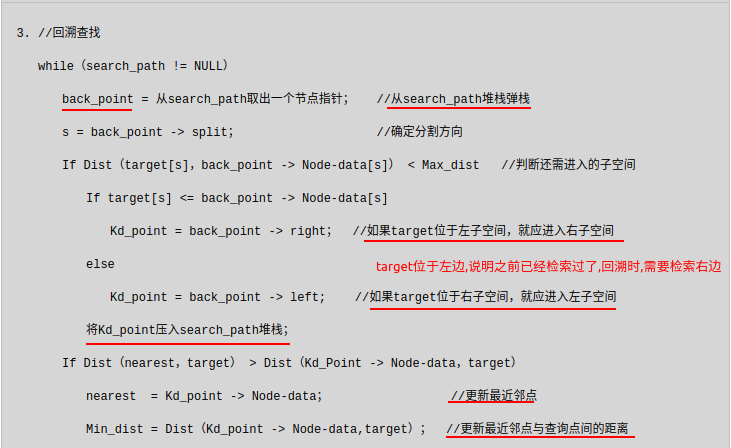 3. //回溯查找
while（search_path != NULL）
back_point = 从search_path取出一个节点指针; //从search_path堆栈弹栈
s = back_point -> split; //确定分割方向
If Dist（target[s]，back_point -> Node-data[s]） < Max_dist //判断还需进入的子空间
If target[s] <= back_point -> Node-data[s]
Kd_point = back_point -> right; //如果target位于左子空间，就应进入右子空间
else target位于左边,说明之前已经检索过了,回溯时,需要检索右边
Kd_point = back_point -> left; //如果target位于右子空间，就应进入左子空间
将Kd_point压入search_path堆栈;
If Dist（nearest，target） > Dist（Kd_Point -> Node-data，target）
nearest = Kd_point -> Node-data; //更新最近邻点
Min_dist = Dist（Kd_point -> Node-data,target）; //更新最近邻点与查询点间的距离